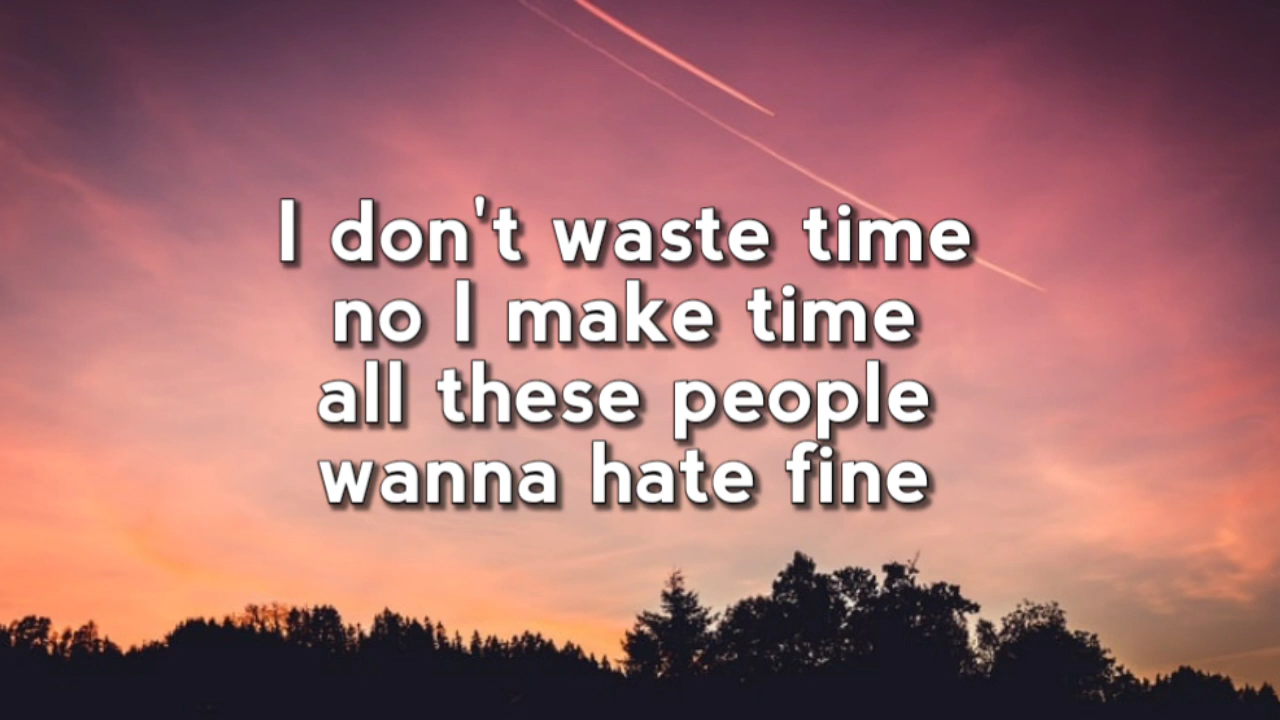 I don't waste time
no I make time
all these people
wanna hate fine